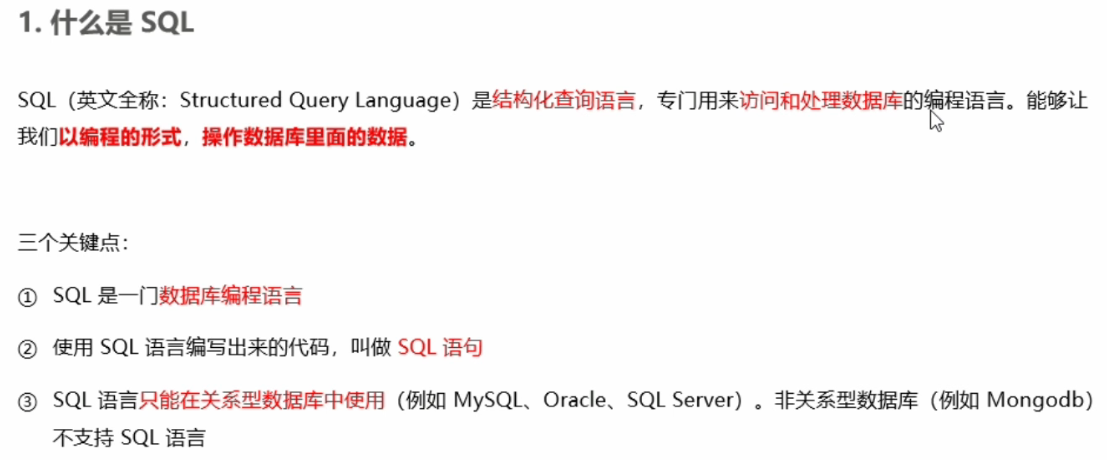 1. 什么是 SQL
SQL（英文全称：Structured Query Language）是结构化查询语言，专门用来访问和处理数据库的编程语言。能够让
我们以编程的形式，操作数据库里面的数据。
三个关键点：
① SQL 是一门数据库编程语言
② 使用 SQL 语言编写出来的代码，叫做 SQL 语句
③ SQL 语言只能在关系型数据库中使用（例如 MySQL、Oracle、SQL Server）。非关系型数据库（例如 Mongodb）
不支持 SQL 语言